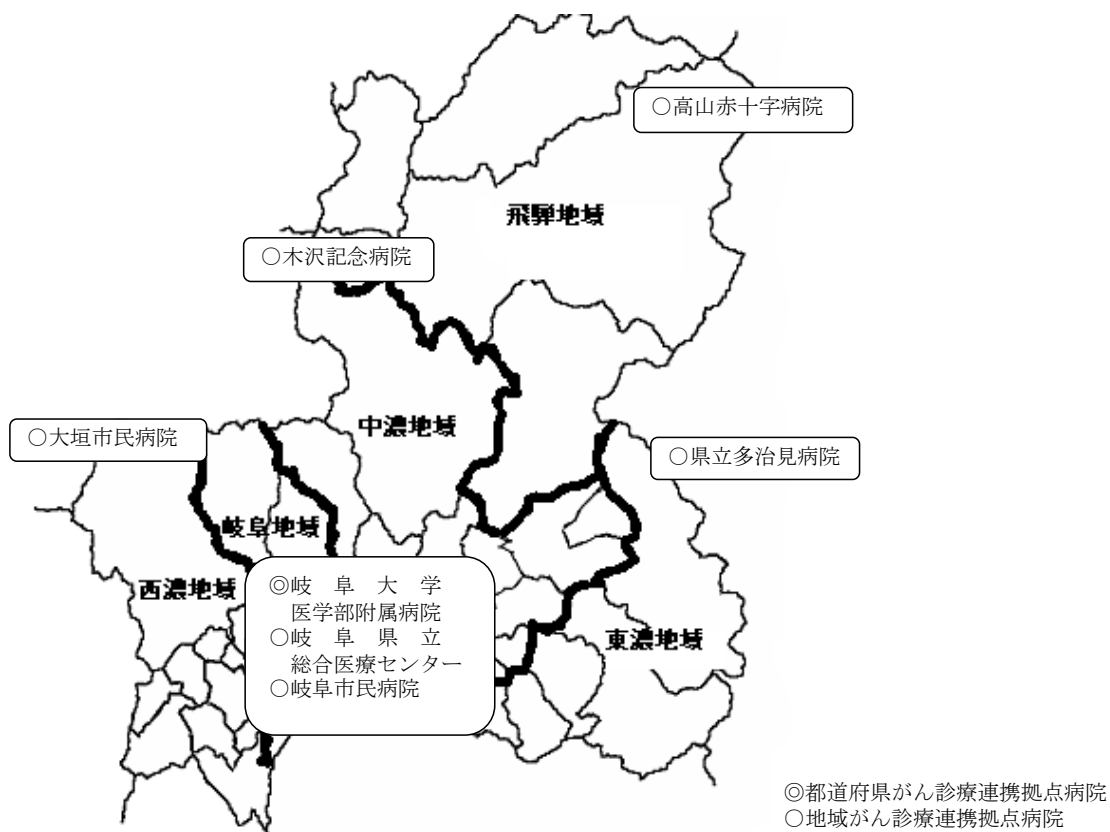 ○高山赤十字病院
飛騨地域
○木沢記念病院
中濃地域
○大垣市民病院
○県立多治見病院
岐阜地域
西濃地域
◎岐阜大学
医学部附属病院
○岐阜県立
総合医療センター
○岐阜市民病院
東濃地域
◎都道府県がん診療連携拠点病院
○地域がん診療連携拠点病院